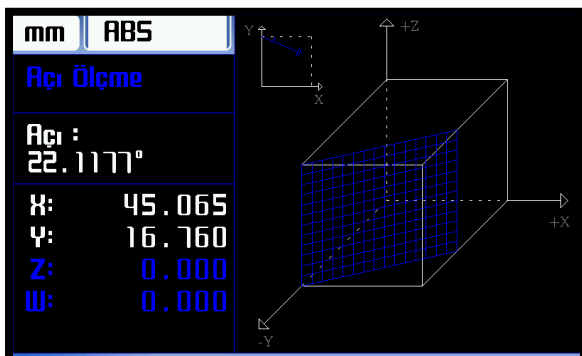 mm ABS
Açı Ölçme
Açı :
22.1177°
X: 45.065
Y: 16.760
Z: 0.000
W: 0.000
Y
X
+Z
+X
-Y